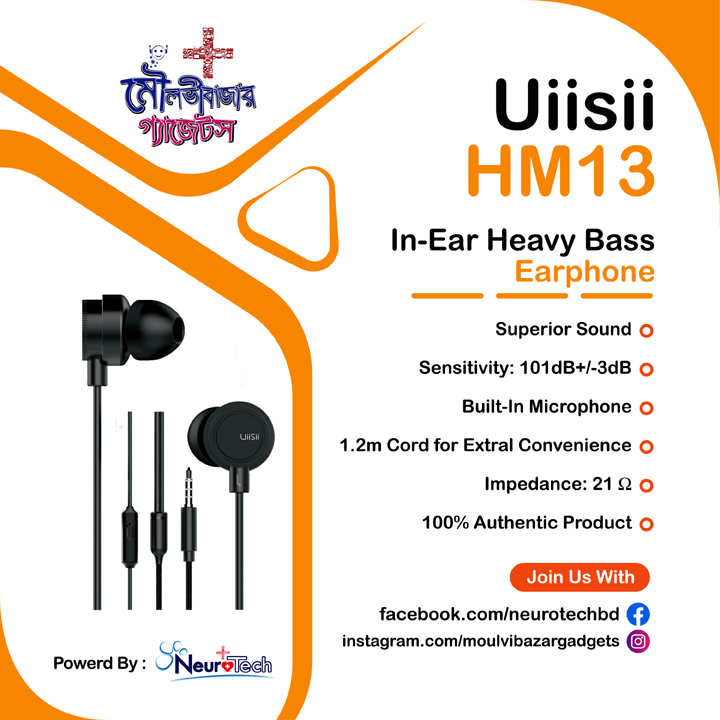 মৌলভীবাজার
গ্যাজেটস
Uiisii
HM13
In-Ear Heavy Bass
Earphone
Superior Sound
Sensitivity: 101dB+/-3dB
Built-In Microphone
1.2m Cord for Extral Convenience
Impedance: 21 Ω
100% Authentic Product
UiiSii
Join Us With
facebook.com/neurotechbd
instagram.com/moulvibazargadgets
Powerd By : NeuroTech